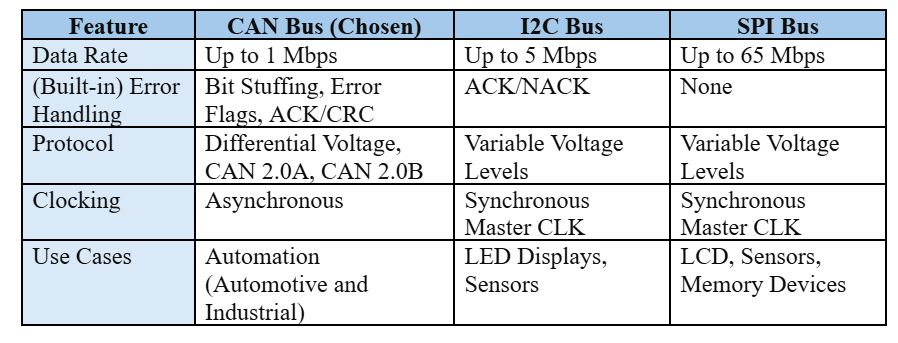 Feature CAN Bus (Chosen) I2C Bus SPI Bus
Data Rate Up to 1 Mbps Up to 5 Mbps Up to 65 Mbps
(Built-in) Error Bit Stuffing, Error ACK/NACK None
Handling Flags, ACK/CRC
Protocol Differential Voltage, Variable Voltage Variable Voltage
CAN 2.0A, CAN 2.0B Levels Levels
Clocking Asynchronous Synchronous Synchronous
Master CLK Master CLK
Use Cases Automation LED Displays, LCD, Sensors,
(Automotive and Sensors Memory Devices
Industrial)